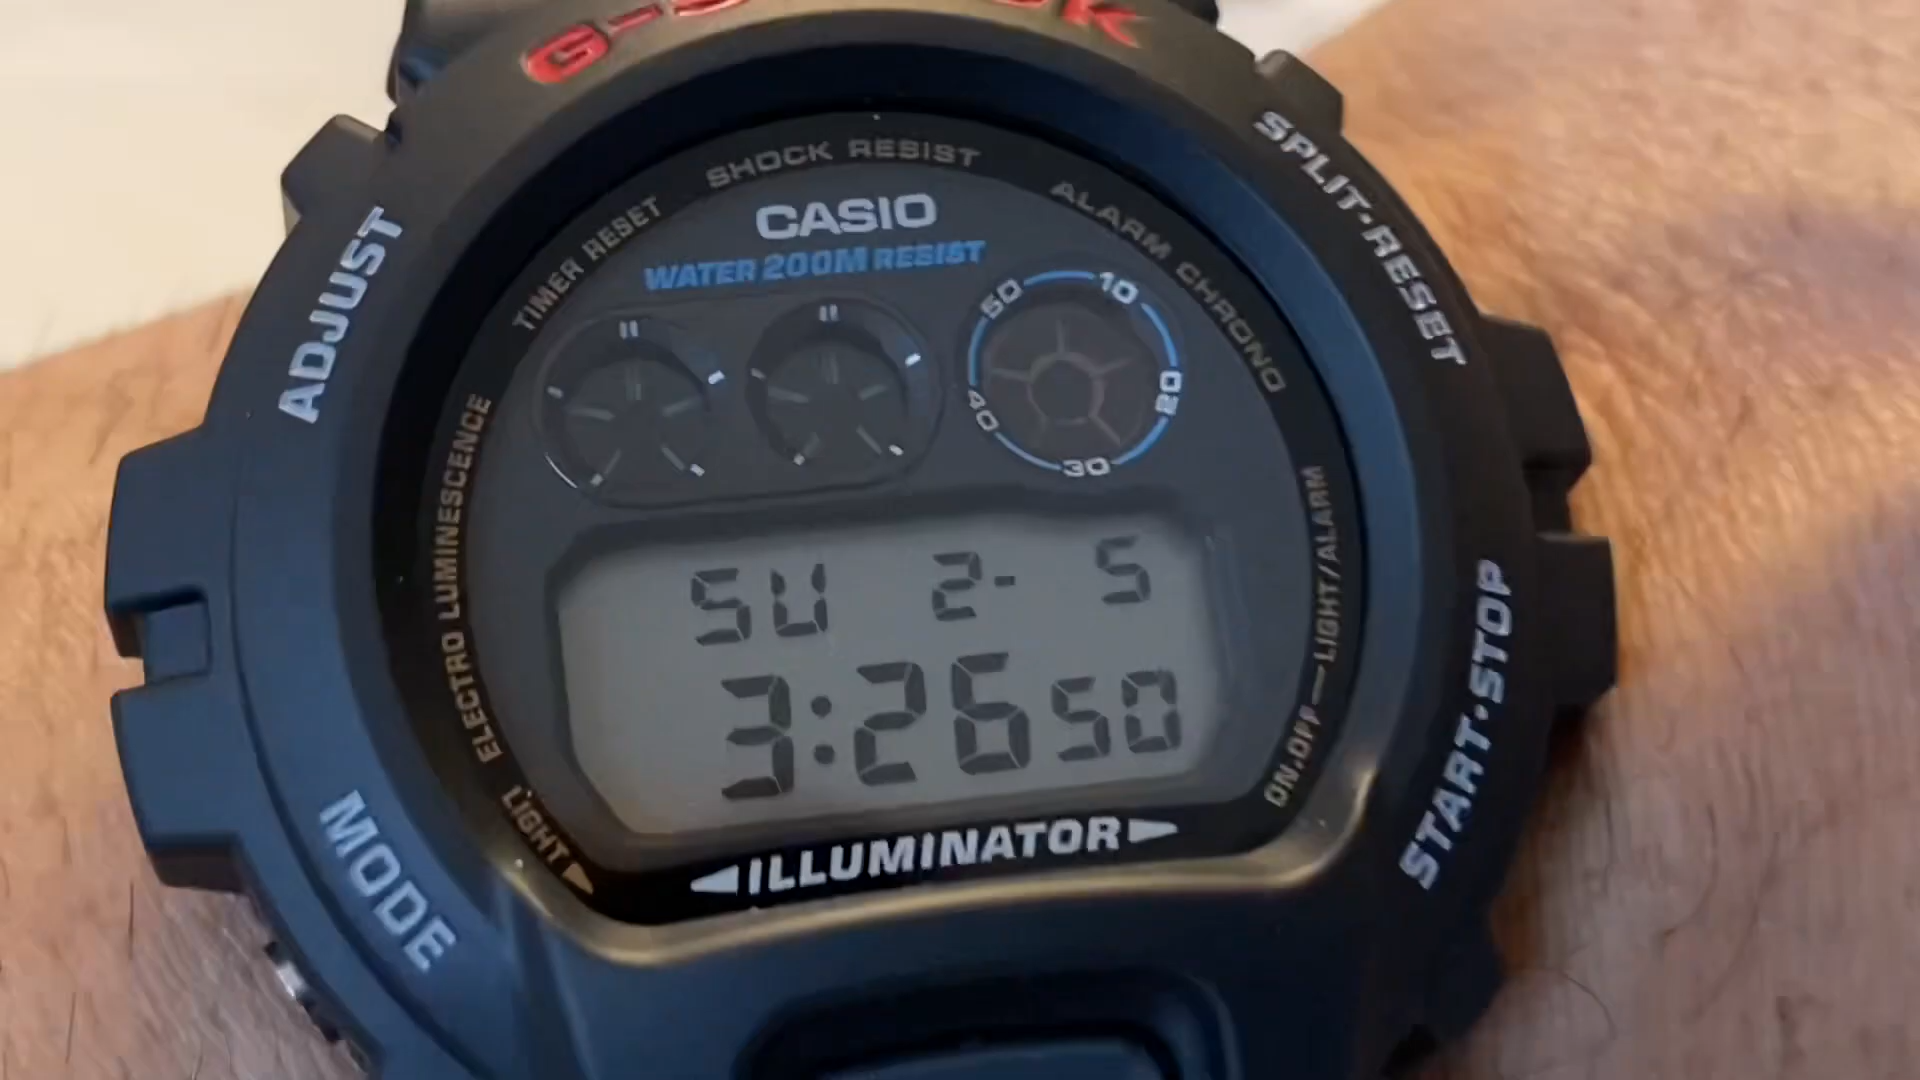 G-SHOCK
ADJUST
SPLIT·RESET
MODE
START·STOP
TIMER RESET
SHOCK RESIST
ALARM CHRONO
ELECTRO LUMINESCENCE
LIGHT
ON.OFF—LIGHT/ALARM
CASIO
WATER 200M RESIST
50 10
40 20
30
SU 2- 5
3:26 50
ILLUMINATOR